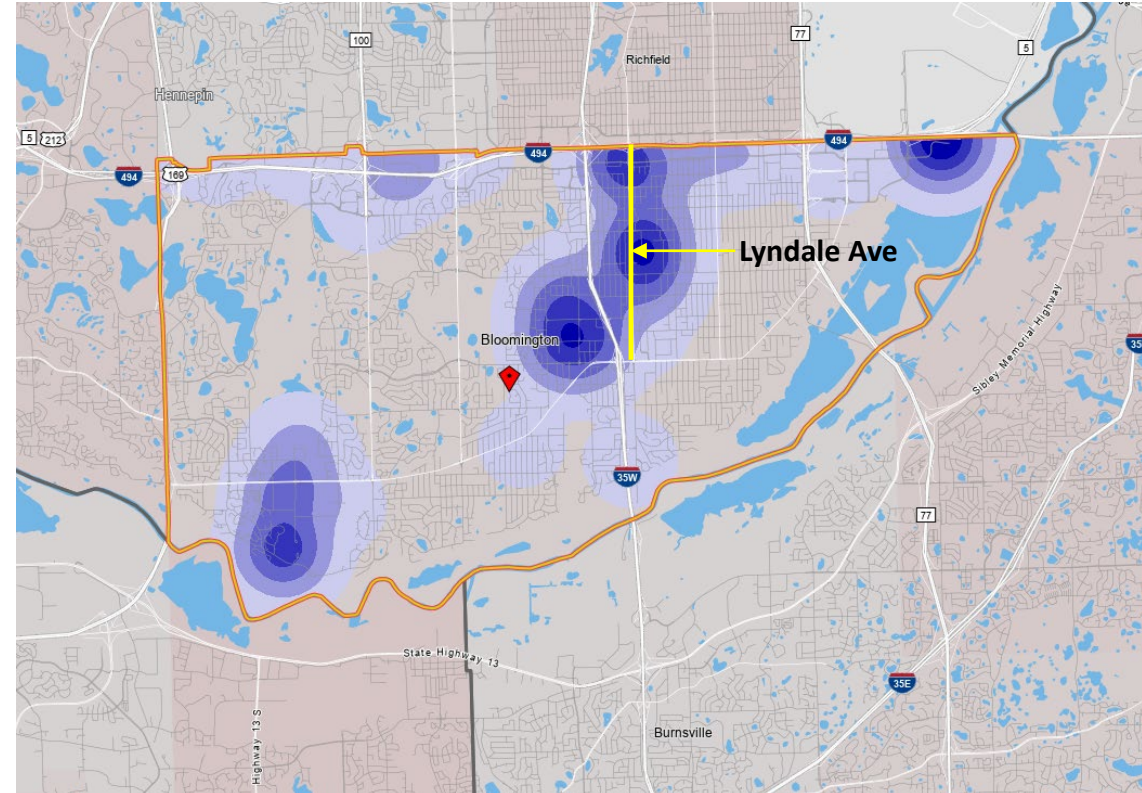 100
77
5
Richfield
Hennepin
5
212
494
169
494
494
Lyndale Ave
Bloomington
Sibley Memorial Highway
35
35W
77
State Highway 13
35E
Highway 13 S
Burnsville